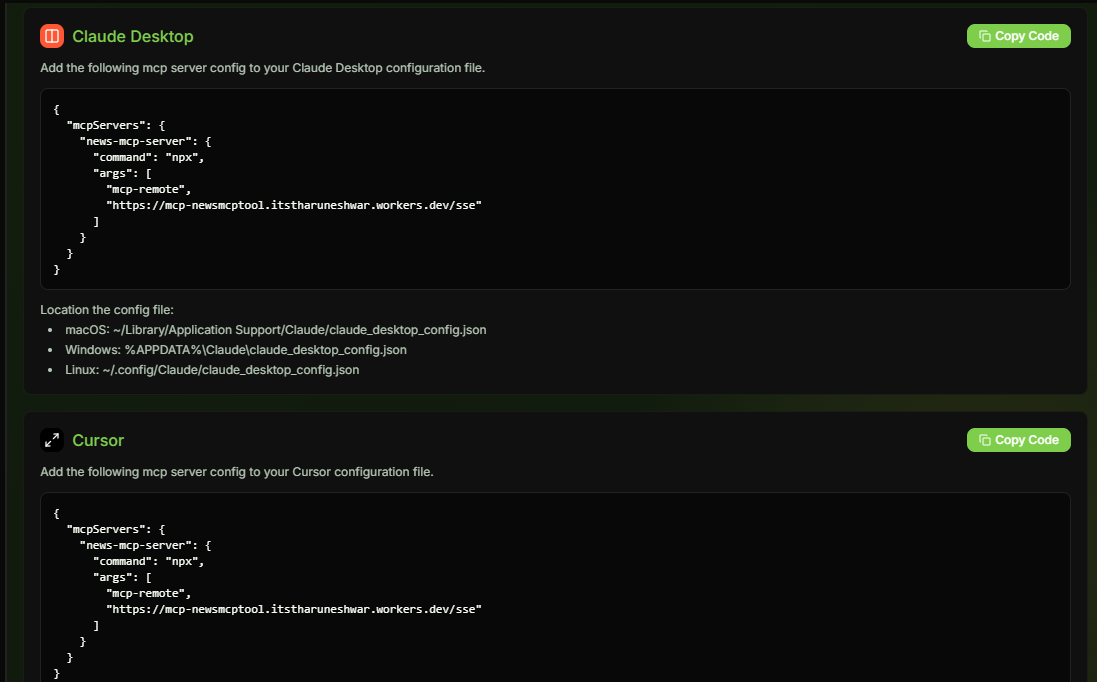 Claude Desktop
Copy Code
Add the following mcp server config to your Claude Desktop configuration file.
{
  "mcpServers": {
    "news-mcp-server": {
      "command": "npx",
      "args": [
        "mcp-remote",
        "https://mcp-newsmcptool.itstharuneshwar.workers.dev/sse"
      ]
    }
  }
}
Location the config file:
• macOS: ~/Library/Application Support/Claude/claude_desktop_config.json
• Windows: %APPDATA%\Claude\claude_desktop_config.json
• Linux: ~/.config/Claude/claude_desktop_config.json
Cursor
Copy Code
Add the following mcp server config to your Cursor configuration file.
{
  "mcpServers": {
    "news-mcp-server": {
      "command": "npx",
      "args": [
        "mcp-remote",
        "https://mcp-newsmcptool.itstharuneshwar.workers.dev/sse"
      ]
    }
  }
}